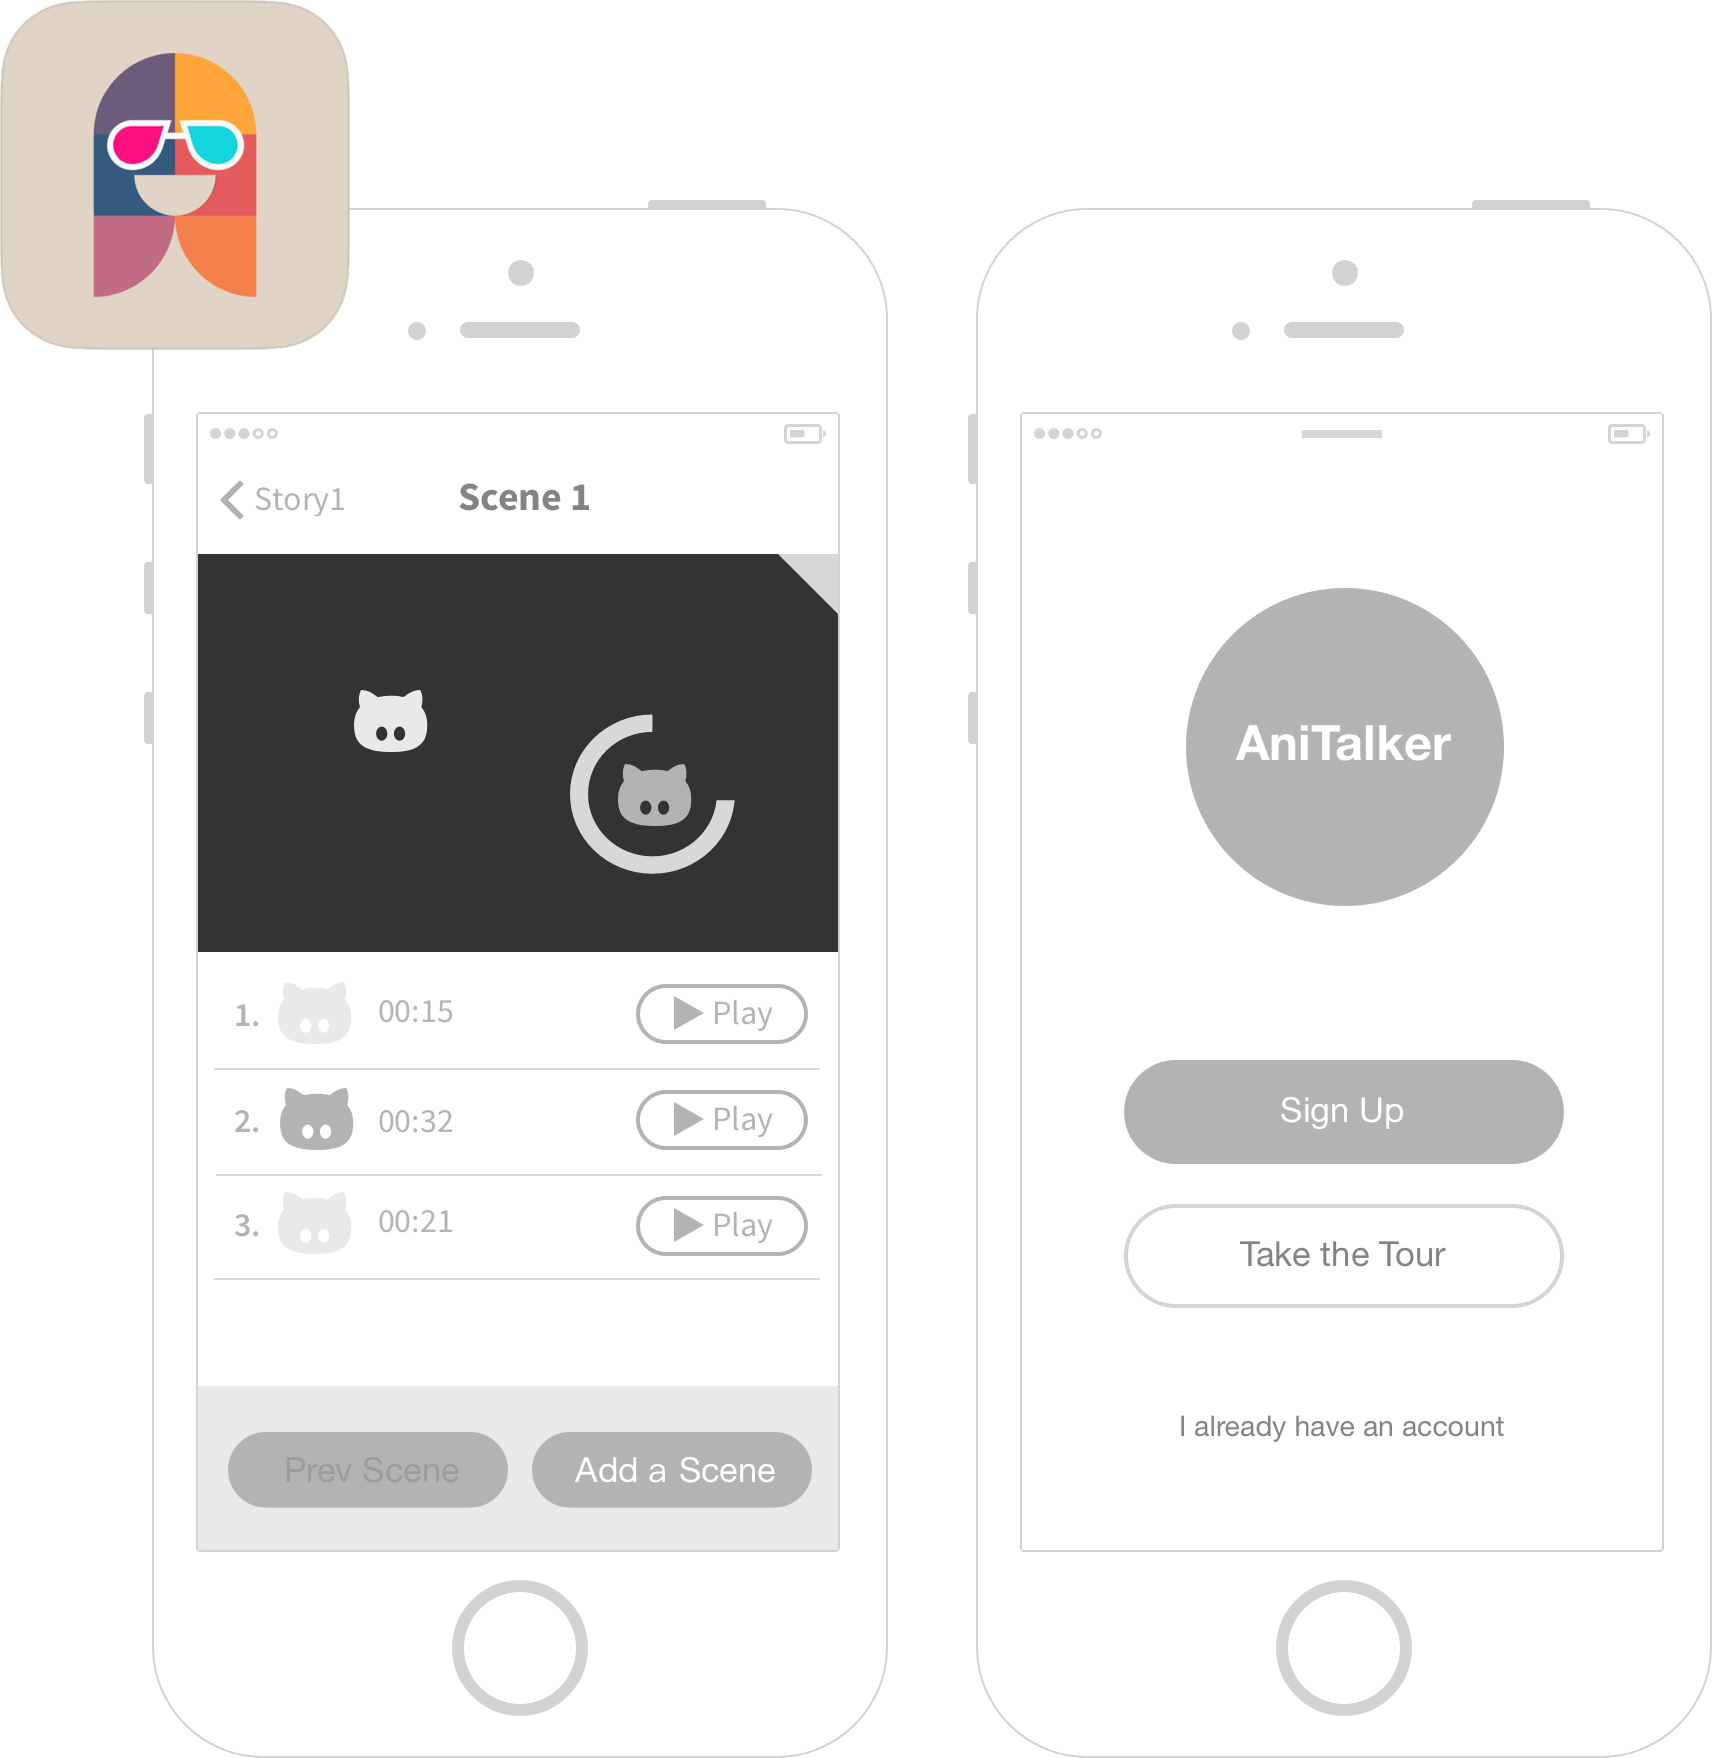 Story1
Scene 1
1. 00:15 Play
2. 00:32 Play
3. 00:21 Play
Prev Scene
Add a Scene
AniTalker
Sign Up
Take the Tour
I already have an account